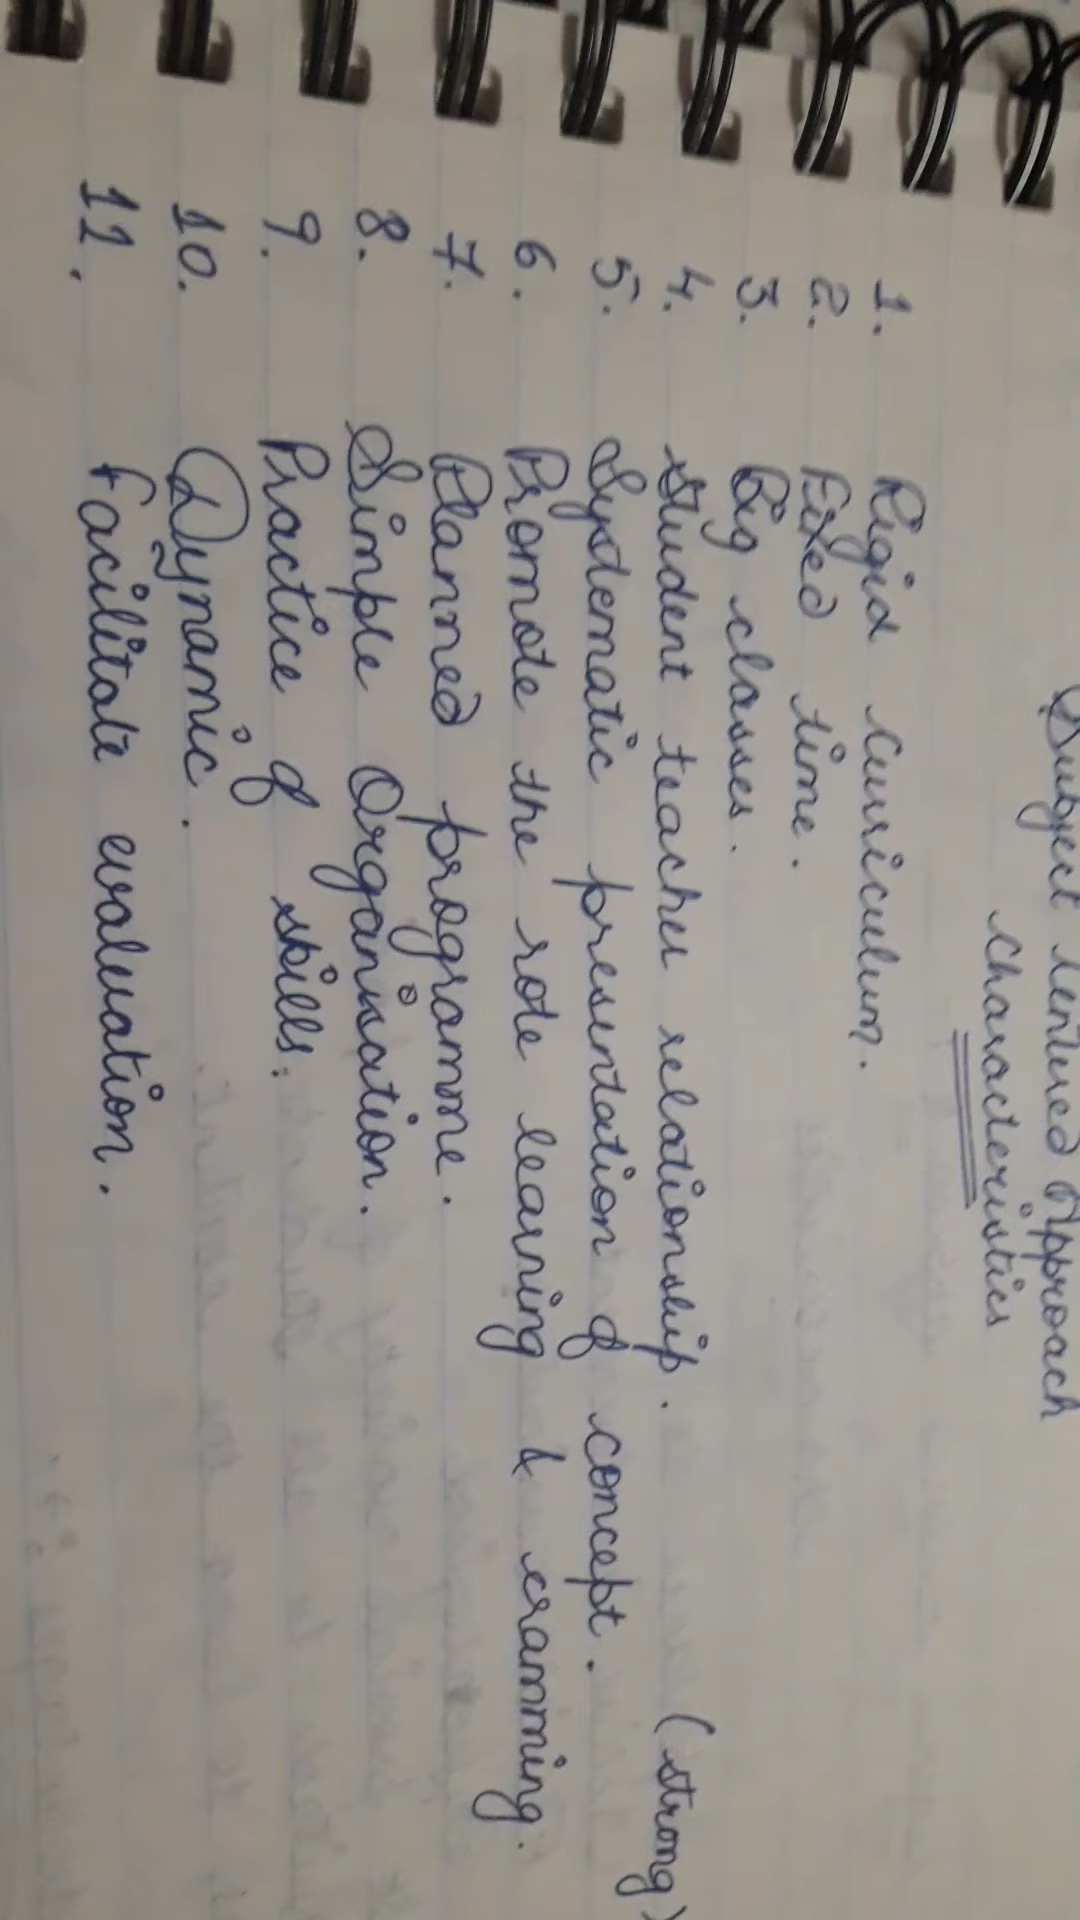 Subject Centred Approach
Characteristics
1. Rigid Curriculum.
2. Fixed time.
3. Big classes.
4. Student teacher relationship. (strong)
5. Systematic presentation of concept.
6. Promote the rote learning & cramming.
7. Planned programme.
8. Simple Organisation.
9. Practice of skills.
10. Dynamic.
11. Facilitate evaluation.